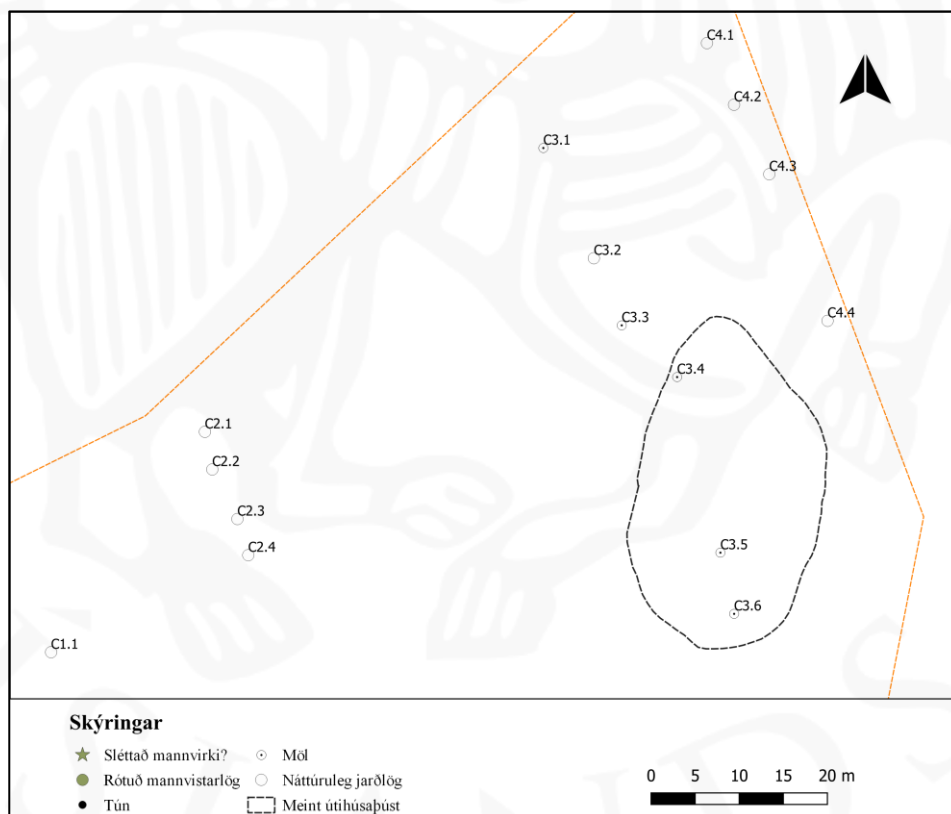 C4.1
C4.2
C3.1
C4.3
C3.2
C4.4
C3.3
C3.4
C2.1
C2.2
C2.3
C2.4
C3.5
C3.6
C1.1
Skýringar
Sléttað mannvirki?
Möl
Rótuð mannvistarlög
Náttúruleg jarðlög
Tún
Meint útihúsaþúst
0 5 10 15 20 m